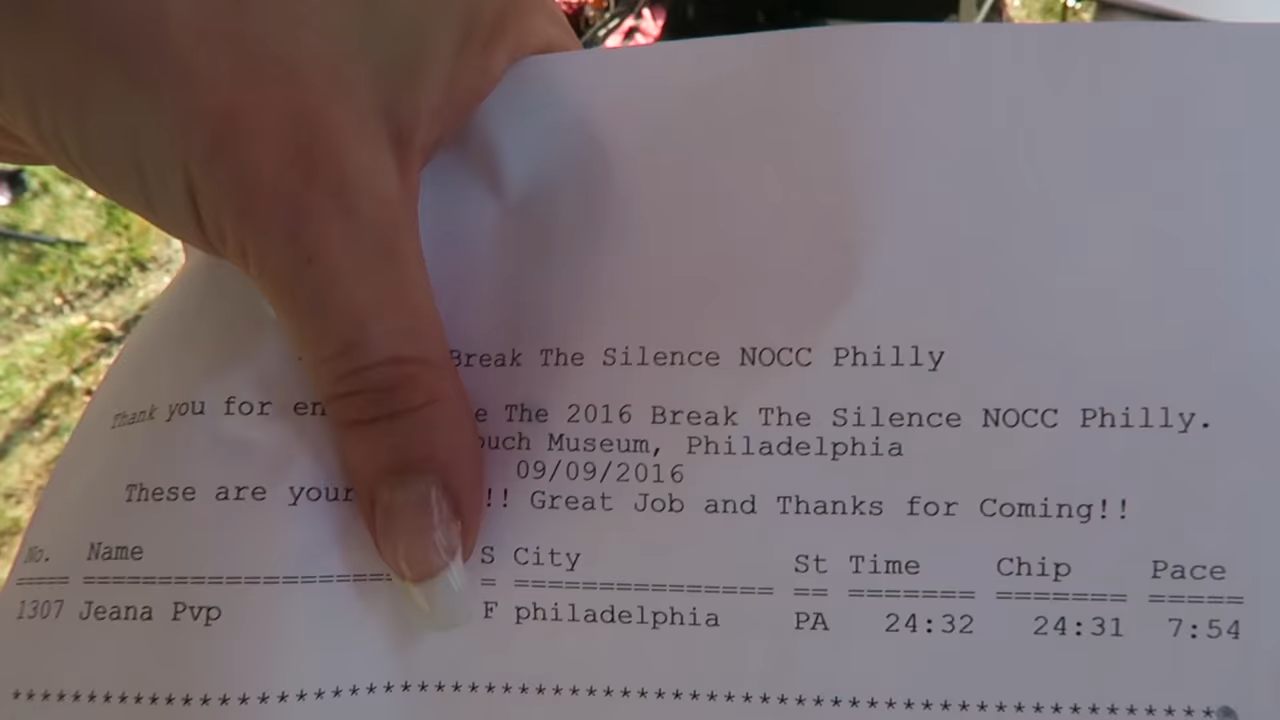 Break The Silence NOCC Philly
Thank you for en e The 2016 Break The Silence NOCC Philly.
ouch Museum, Philadelphia
09/09/2016
These are your !! Great Job and Thanks for Coming!!
No. Name S City St Time Chip Pace
==== ================= = ============== == ======= ======= =====
1307 Jeana Pvp F philadelphia PA 24:32 24:31 7:54